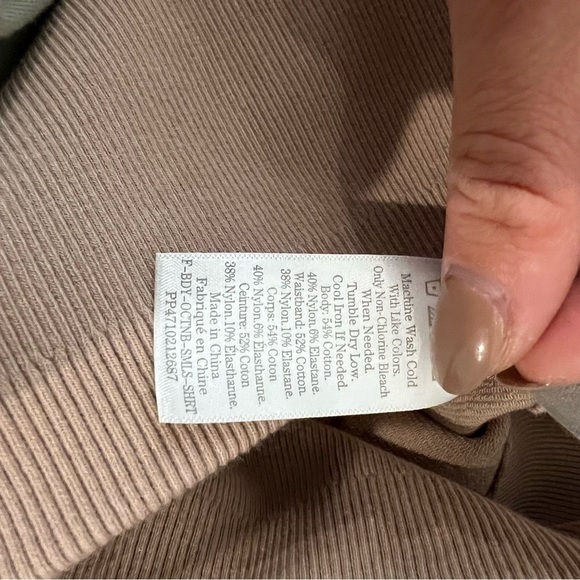 Machine Wash Cold
With Like Colors.
Only Non-Chlorine Bleach
When Needed.
Tumble Dry Low.
Cool Iron If Needed.
Body: 54% Cotton.
40% Nylon.6% Elastane.
Waistband: 52% Cotton.
38% Nylon.10% Elastane.
Corps: 54% Coton
40% Nylon.6% Elasthanne.
Ceinture: 52% Coton
38% Nylon.10% Elasthanne.
Made in China
Fabriqué en Chine
F-BDY-OCTNB-SMLS-SHRT
PP4710212687